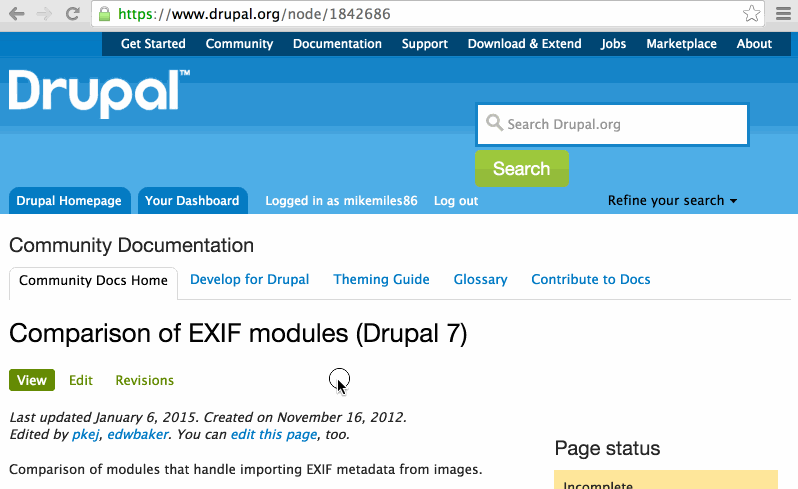 https://www.drupal.org/node/1842686
Get Started Community Documentation Support Download & Extend Jobs Marketplace About
Drupal™
Search Drupal.org
Search
Drupal Homepage Your Dashboard Logged in as mikemiles86 Log out Refine your search
Community Documentation
Community Docs Home Develop for Drupal Theming Guide Glossary Contribute to Docs
Comparison of EXIF modules (Drupal 7)
View Edit Revisions
Last updated January 6, 2015. Created on November 16, 2012.
Edited by pkej, edwbaker. You can edit this page, too.
Page status
Comparison of modules that handle importing EXIF metadata from images.
Incomplete